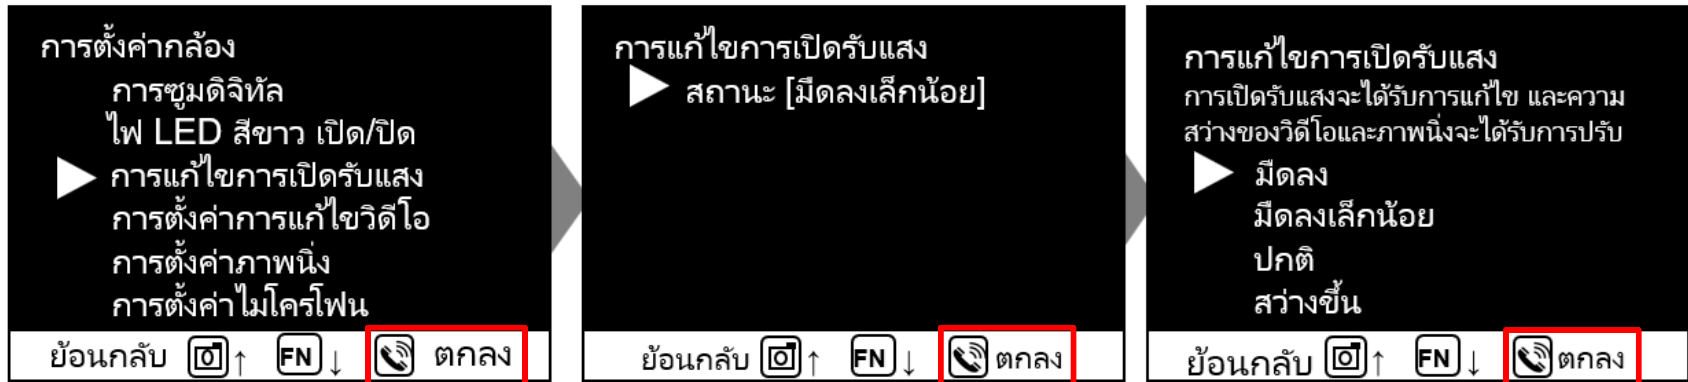 การตั้งค่ากล้อง
การซูมดิจิทัล
ไฟ LED สีขาว เปิด/ปิด
การแก้ไขการเปิดรับแสง
การตั้งค่าการแก้ไขวิดีโอ
การตั้งค่าภาพนิ่ง
การตั้งค่าไมโครโฟน
ย้อนกลับ ↑ FN ↓ ตกลง
การแก้ไขการเปิดรับแสง
สถานะ [มืดลงเล็กน้อย]
ย้อนกลับ ↑ FN ↓ ตกลง
การแก้ไขการเปิดรับแสง
การเปิดรับแสงจะได้รับการแก้ไข และความ
สว่างของวิดีโอและภาพนิ่งจะได้รับการปรับ
มืดลง
มืดลงเล็กน้อย
ปกติ
สว่างขึ้น
ย้อนกลับ ↑ FN ↓ ตกลง